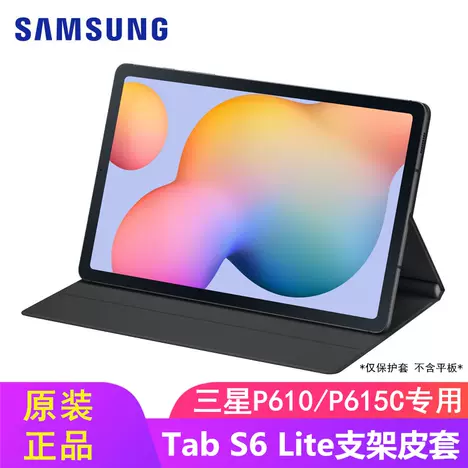 SAMSUNG
*仅保护套 不含平板*
原装
正品
三星P610/P615C专用
Tab S6 Lite支架皮套